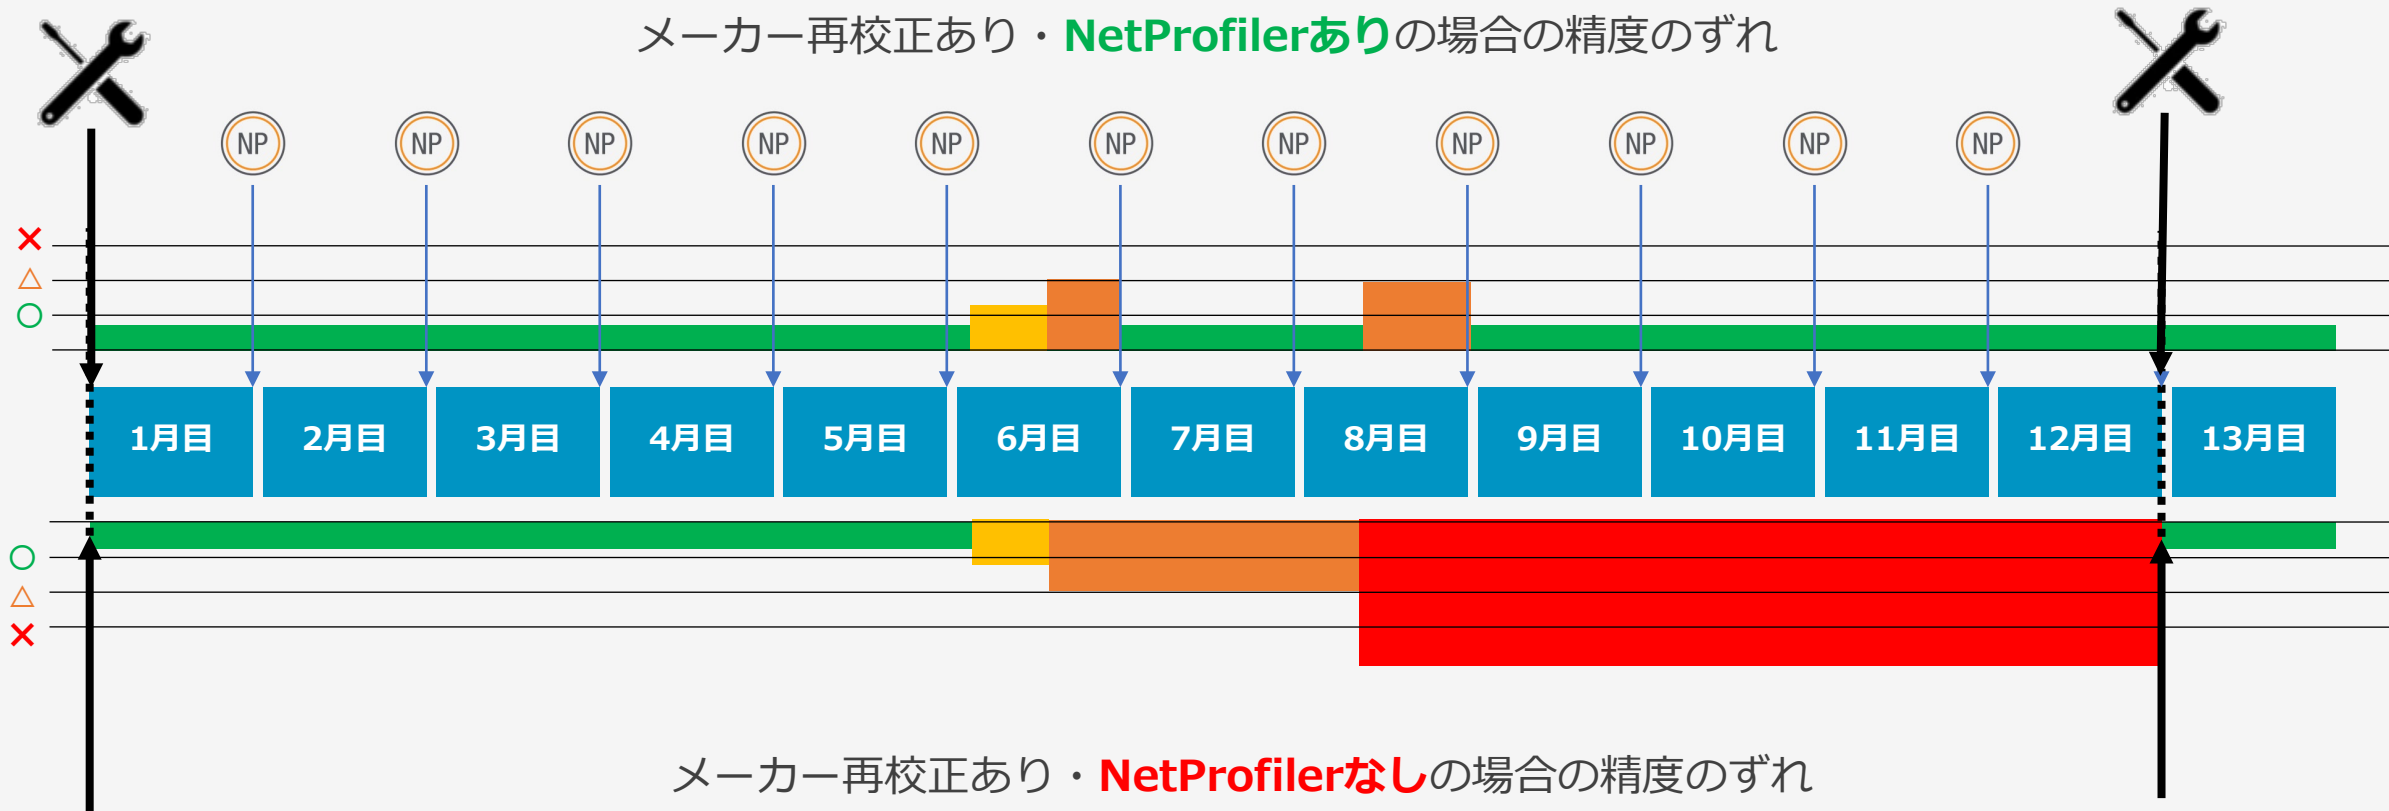 メーカー再校正あり・NetProfilerありの場合の精度のずれ
NP NP NP NP NP NP NP NP NP NP NP
×
△
○
1月目 2月目 3月目 4月目 5月目 6月目 7月目 8月目 9月目 10月目 11月目 12月目 13月目
○
△
×
メーカー再校正あり・NetProfilerなしの場合の精度のずれ